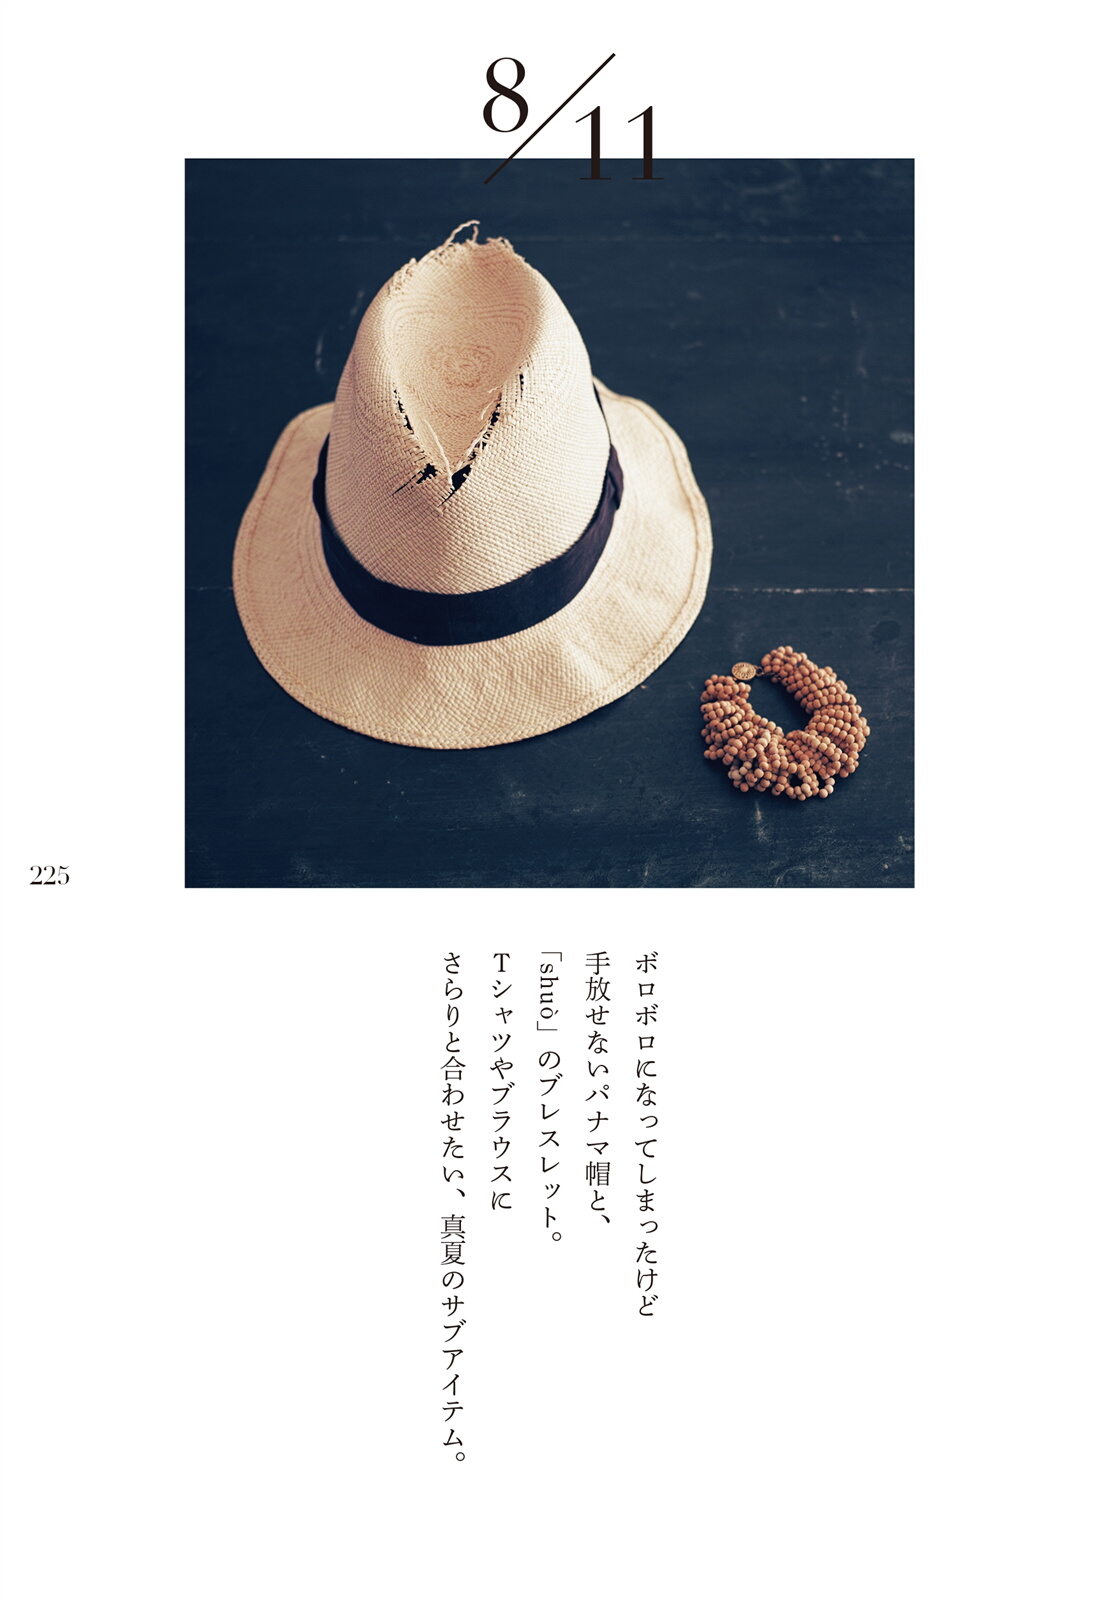 8/11
ボロボロになってしまったけど
手放せないパナマ帽と、
「shuò」のブレスレット。
Tシャツやブラウスに
さらりと合わせたい、真夏のサブアイテム。
225